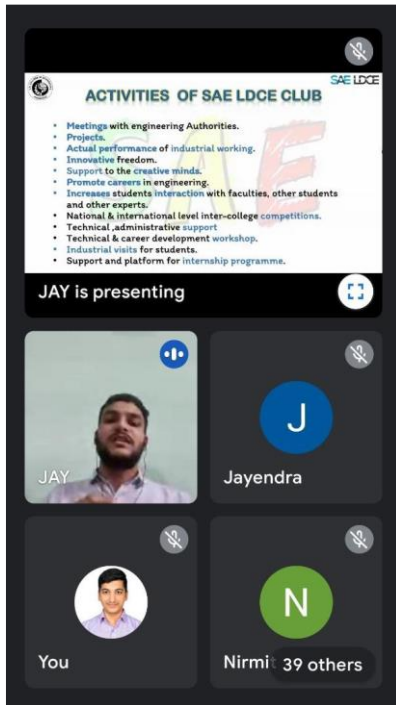 SAE LDCE
ACTIVITIES OF SAE LDCE CLUB
SAE
• Meetings with engineering Authorities.
• Projects.
• Actual performance of industrial working.
• Innovative freedom.
• Support to the creative minds.
• Promote careers in engineering.
• Increases students interaction with faculties, other students
and other experts.
• National & international level inter-college competitions.
• Technical ,administrative support
• Technical & career development workshop.
• Industrial visits for students.
• Support and platform for internship programme.
JAY is presenting
JAY
J
Jayendra
You
N
Nirmit
39 others